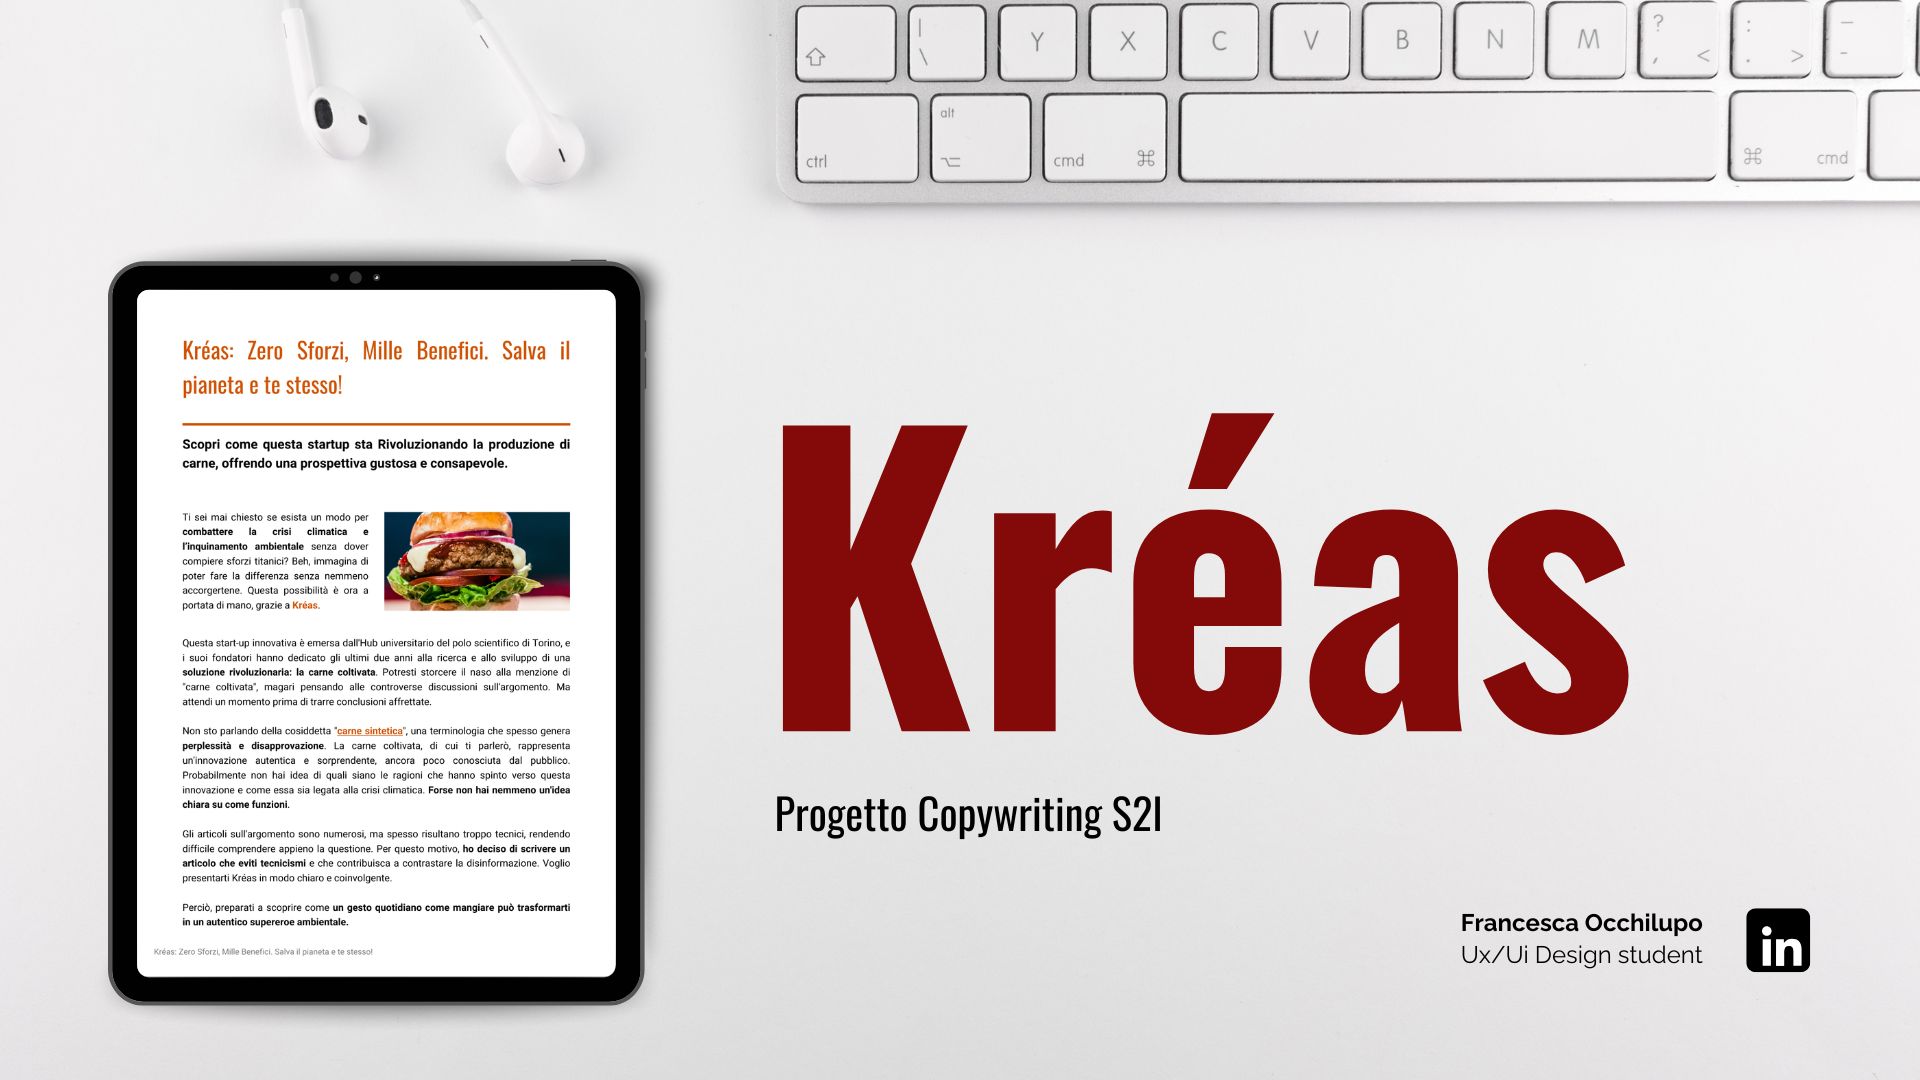 ? : —
| \ Y X C V B N M , < . > -
alt
ctrl cmd ⌘ ⌘ cmd
Kréas: Zero Sforzi, Mille Benefici. Salva il
pianeta e te stesso!
Scopri come questa startup sta Rivoluzionando la produzione di
carne, offrendo una prospettiva gustosa e consapevole.
Ti sei mai chiesto se esista un modo per
combattere la crisi climatica e
l'inquinamento ambientale senza dover
compiere sforzi titanici? Beh, immagina di
poter fare la differenza senza nemmeno
accorgertene. Questa possibilità è ora a
portata di mano, grazie a Kréas.
Questa start-up innovativa è emersa dall'Hub universitario del polo scientifico di Torino, e
i suoi fondatori hanno dedicato gli ultimi due anni alla ricerca e allo sviluppo di una
soluzione rivoluzionaria: la carne coltivata. Potresti storcere il naso alla menzione di
"carne coltivata", magari pensando alle controverse discussioni sull'argomento. Ma
attendi un momento prima di trarre conclusioni affrettate.
Non sto parlando della cosiddetta "carne sintetica", una terminologia che spesso genera
perplessità e disapprovazione. La carne coltivata, di cui ti parlerò, rappresenta
un'innovazione autentica e sorprendente, ancora poco conosciuta dal pubblico.
Probabilmente non hai idea di quali siano le ragioni che hanno spinto verso questa
innovazione e come essa sia legata alla crisi climatica. Forse non hai nemmeno un'idea
chiara su come funzioni.
Gli articoli sull'argomento sono numerosi, ma spesso risultano troppo tecnici, rendendo
difficile comprendere appieno la questione. Per questo motivo, ho deciso di scrivere un
articolo che eviti tecnicismi e che contribuisca a contrastare la disinformazione. Voglio
presentarti Kréas in modo chiaro e coinvolgente.
Perciò, preparati a scoprire come un gesto quotidiano come mangiare può trasformarti
in un autentico supereroe ambientale.
Kréas: Zero Sforzi, Mille Benefici. Salva il pianeta e te stesso!
Kréas
Progetto Copywriting S2I
Francesca Occhilupo
Ux/Ui Design student
in